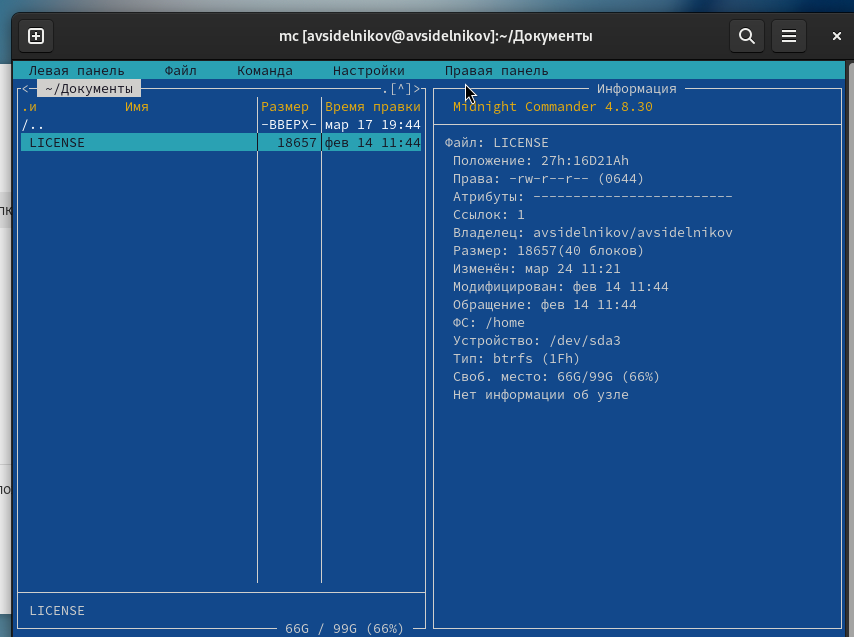 mc [avsidelnikov@avsidelnikov]:~/Документы
Левая панель Файл Команда Настройки Правая панель
<─ ~/Документы .[^]>
.и Имя Размер Время правки
/.. -ВВЕРХ- мар 17 19:44
LICENSE 18657 фев 14 11:44
LICENSE
66G / 99G (66%)
Информация
Midnight Commander 4.8.30
Файл: LICENSE
Положение: 27h:16D21Ah
Права: -rw-r--r-- (0644)
Атрибуты: -------------------------
Ссылок: 1
Владелец: avsidelnikov/avsidelnikov
Размер: 18657(40 блоков)
Изменён: мар 24 11:21
Модифицирован: фев 14 11:44
Обращение: фев 14 11:44
ФС: /home
Устройство: /dev/sda3
Тип: btrfs (1Fh)
Своб. место: 66G/99G (66%)
Нет информации об узле